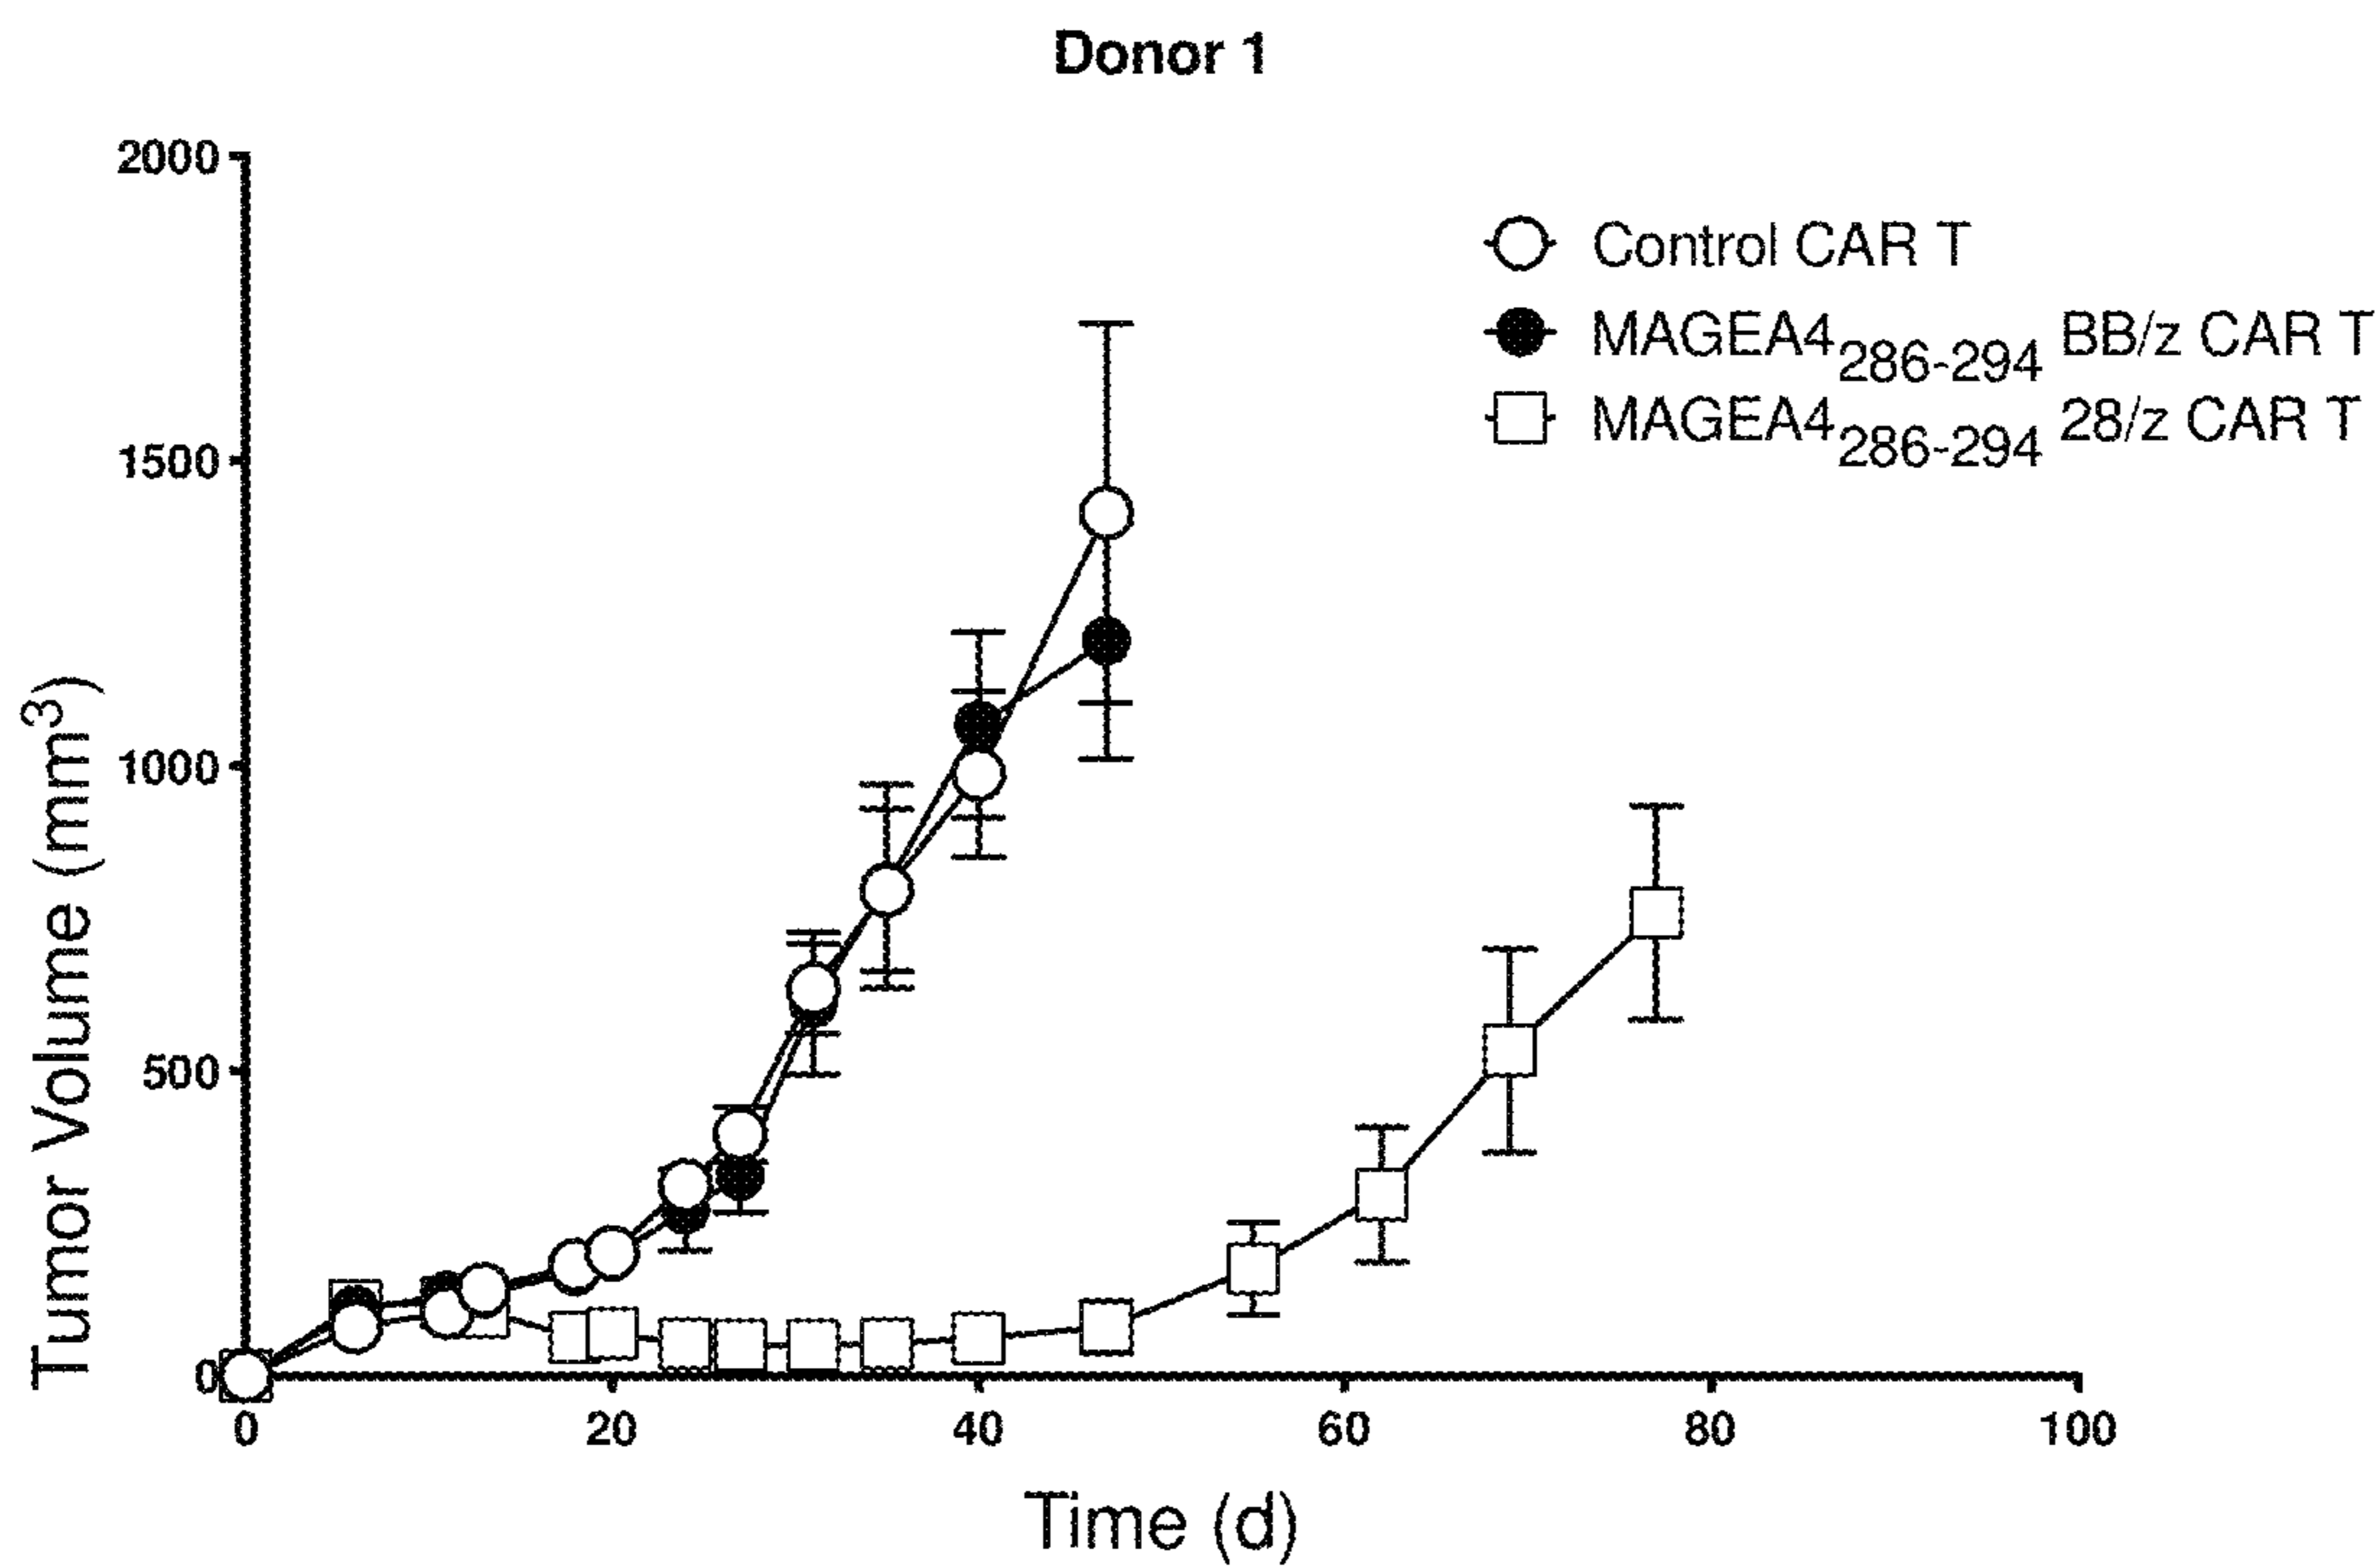 Donor 1
2000
1500
1000
500
0
Tumor Volume (mm³)
Control CAR T
MAGEA4₂₈₆₋₂₉₄ BB/z CAR T
MAGEA4₂₈₆₋₂₉₄ 28/z CAR T
0 20 40 60 80 100
Time (d)